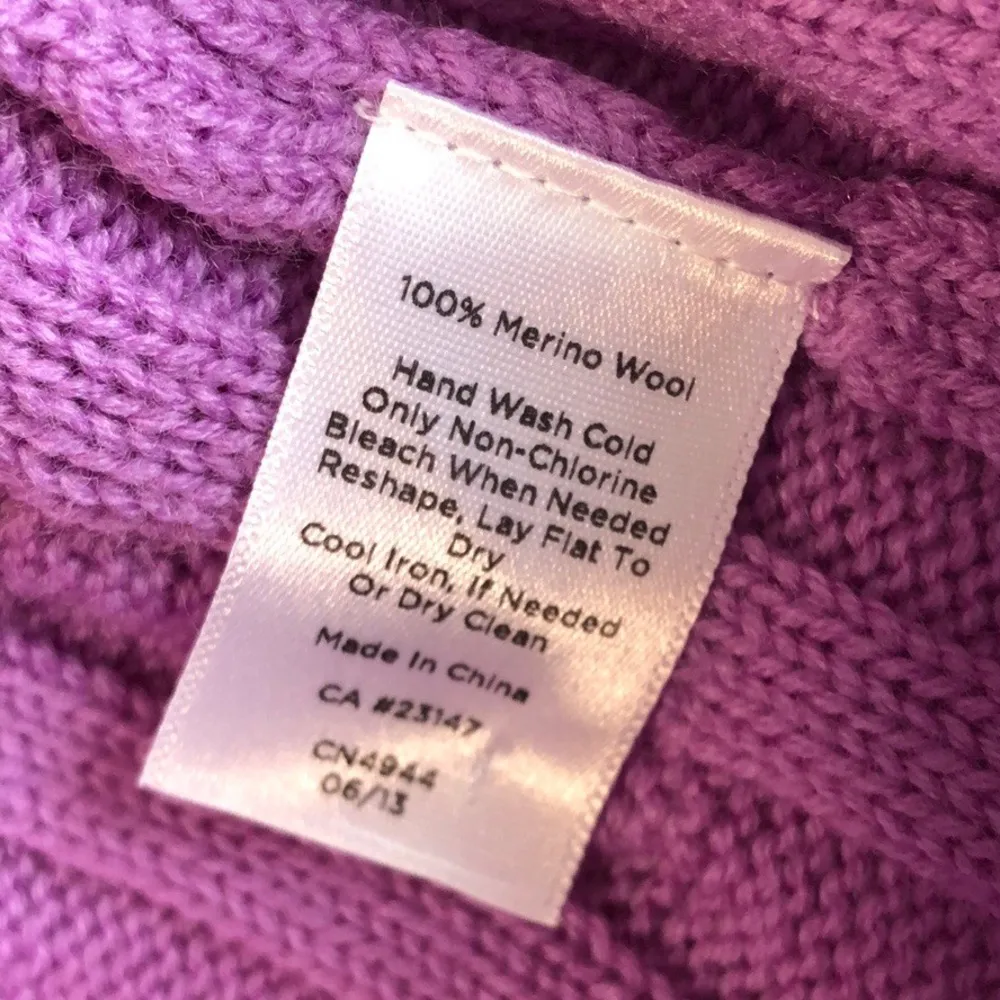 100% Merino Wool
Hand Wash Cold
Only Non-Chlorine
Bleach When Needed
Reshape, Lay Flat To
Dry
Cool Iron, If Needed
Or Dry Clean
Made In China
CA #23147
CN4944
06/13